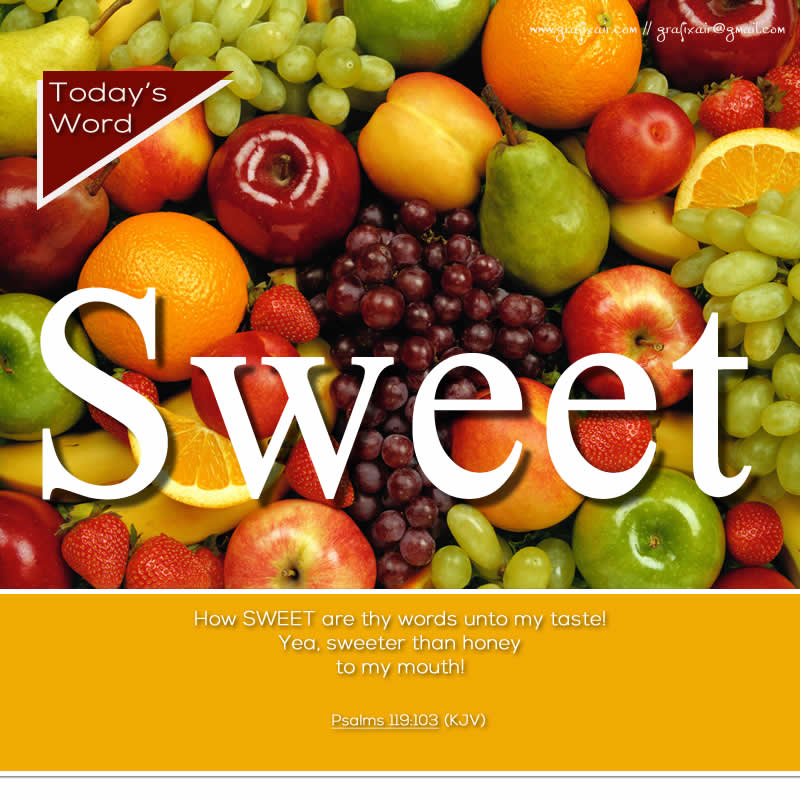 www.grafixair.com // grafixair@gmail.com
Today's
Word
Sweet
How SWEET are thy words unto my taste!
Yea, sweeter than honey
to my mouth!
Psalms 119:103 (KJV)